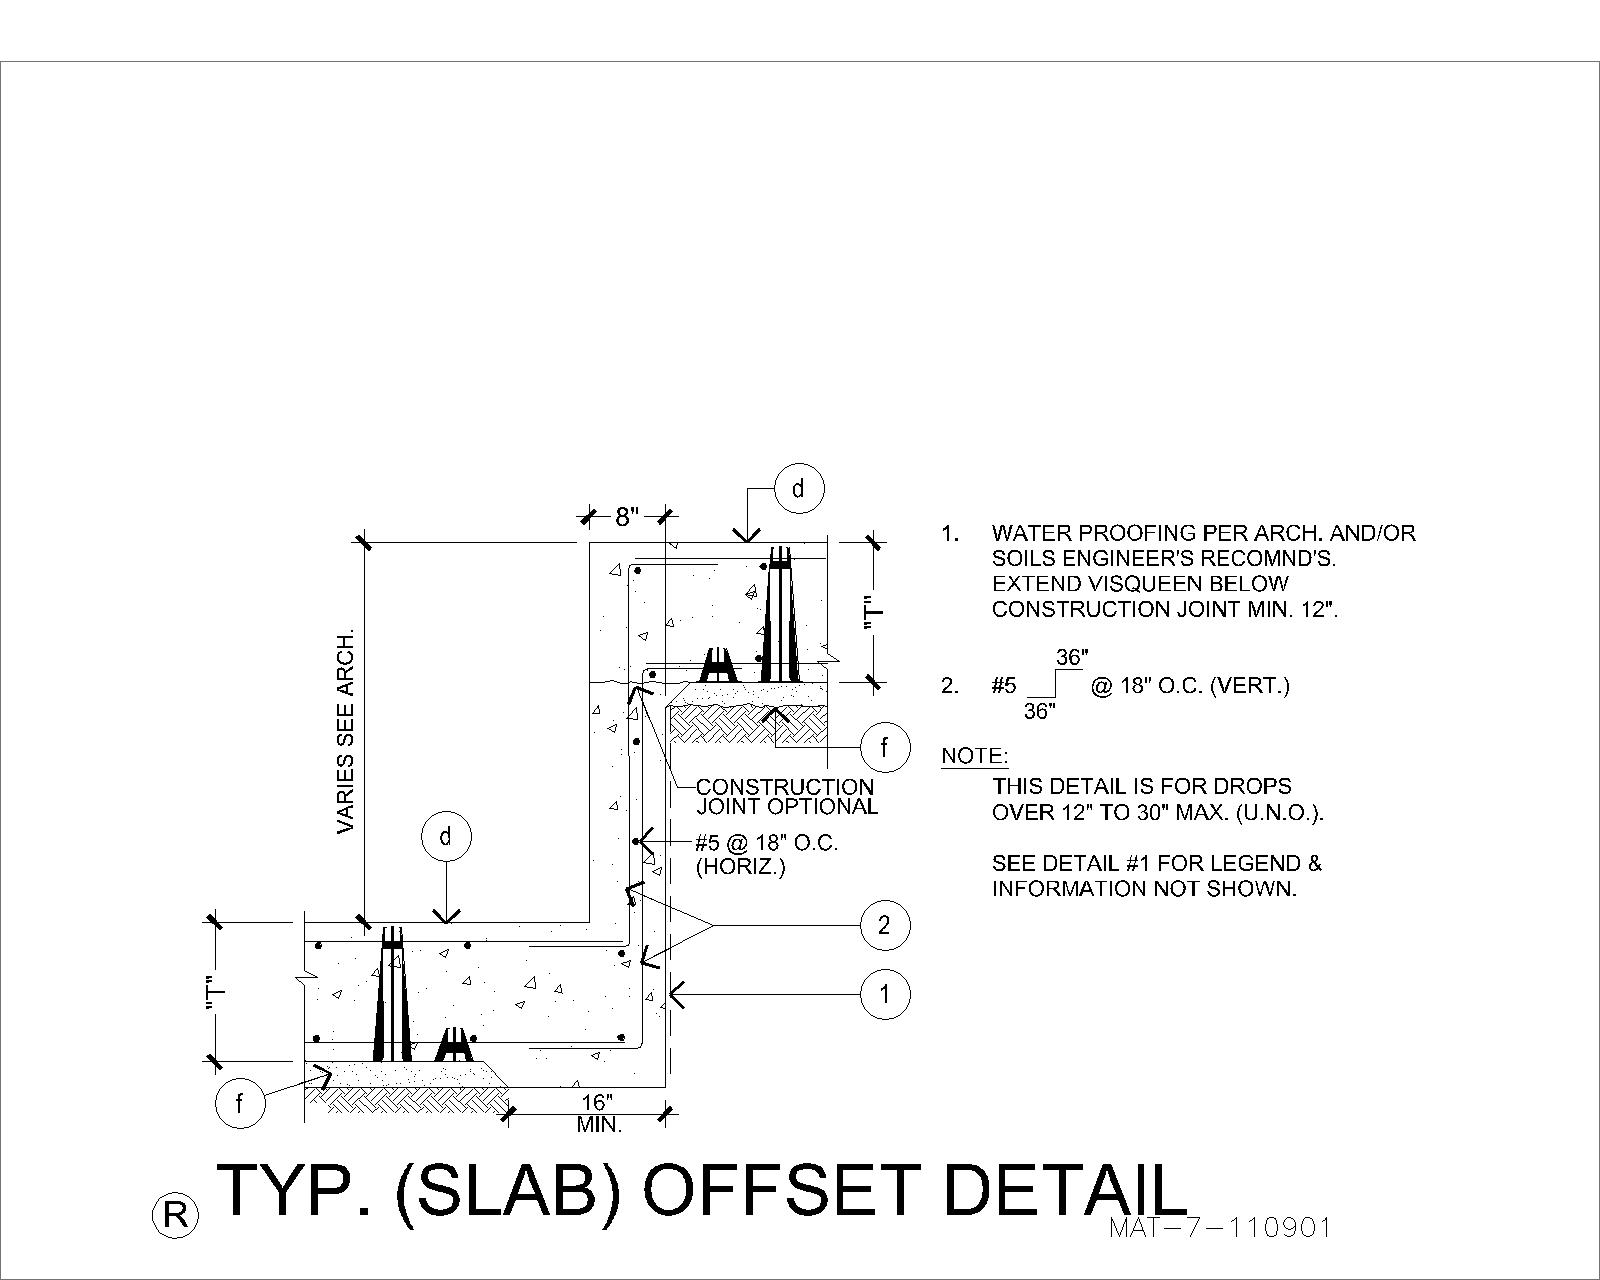 d
8"
"T"
VARIES SEE ARCH.
f
CONSTRUCTION
JOINT OPTIONAL
d
#5 @ 18" O.C.
(HORIZ.)
2
1
"T"
f
16"
MIN.
1. WATER PROOFING PER ARCH. AND/OR
SOILS ENGINEER'S RECOMND'S.
EXTEND VISQUEEN BELOW
CONSTRUCTION JOINT MIN. 12".
36"
2. #5 @ 18" O.C. (VERT.)
36"
NOTE:
THIS DETAIL IS FOR DROPS
OVER 12" TO 30" MAX. (U.N.O.).
SEE DETAIL #1 FOR LEGEND &
INFORMATION NOT SHOWN.
R TYP. (SLAB) OFFSET DETAIL
MAT-7-110901